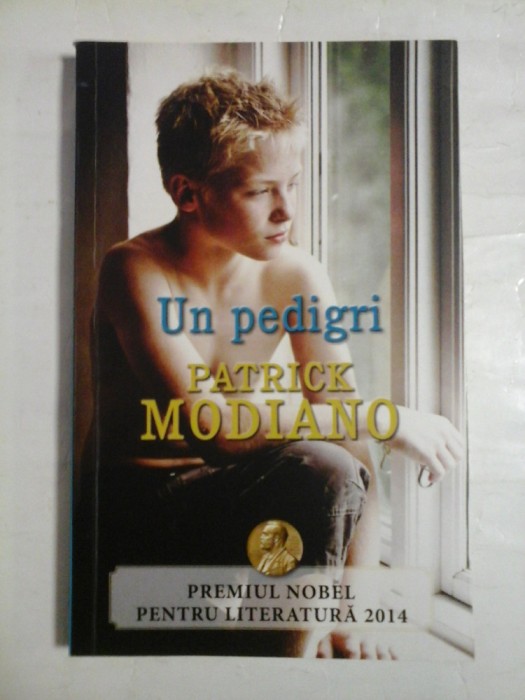 Un pedigri
PATRICK
MODIANO
PREMIUL NOBEL
PENTRU LITERATURĂ 2014